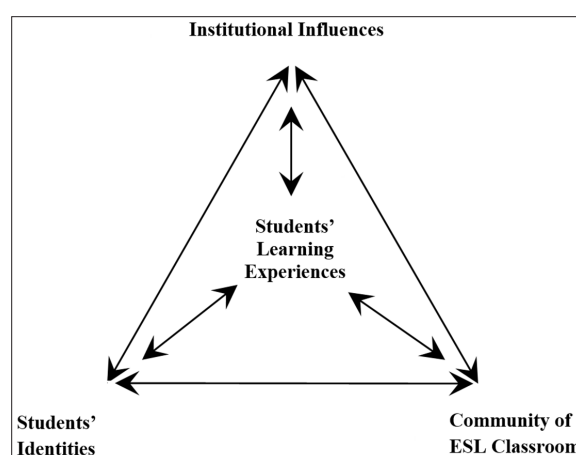 Institutional Influences
Students’
Learning
Experiences
Students’
Identities
Community of
ESL Classroom